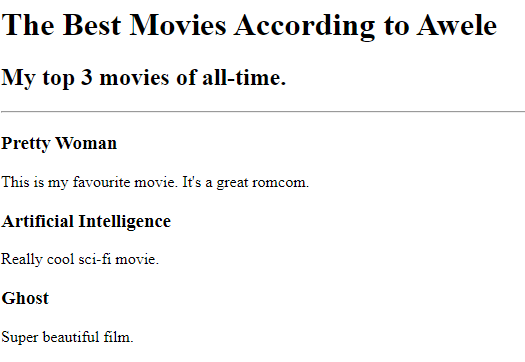 The Best Movies According to Awele
My top 3 movies of all-time.
Pretty Woman
This is my favourite movie. It's a great romcom.
Artificial Intelligence
Really cool sci-fi movie.
Ghost
Super beautiful film.